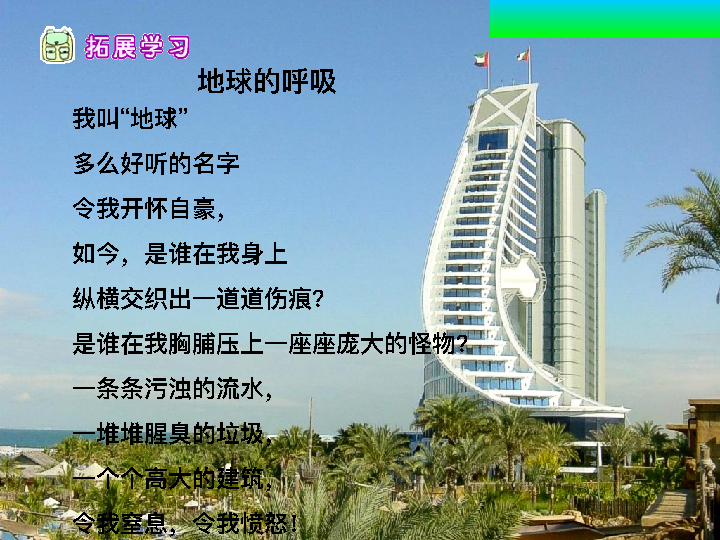 拓展学习
地球的呼吸
我叫“地球”
多么好听的名字
令我开怀自豪，
如今，是谁在我身上
纵横交织出一道道伤痕？
是谁在我胸脯压上一座座庞大的怪物？
一条条污浊的流水，
一堆堆腥臭的垃圾，
一个个高大的建筑，
令我窒息，令我愤怒！